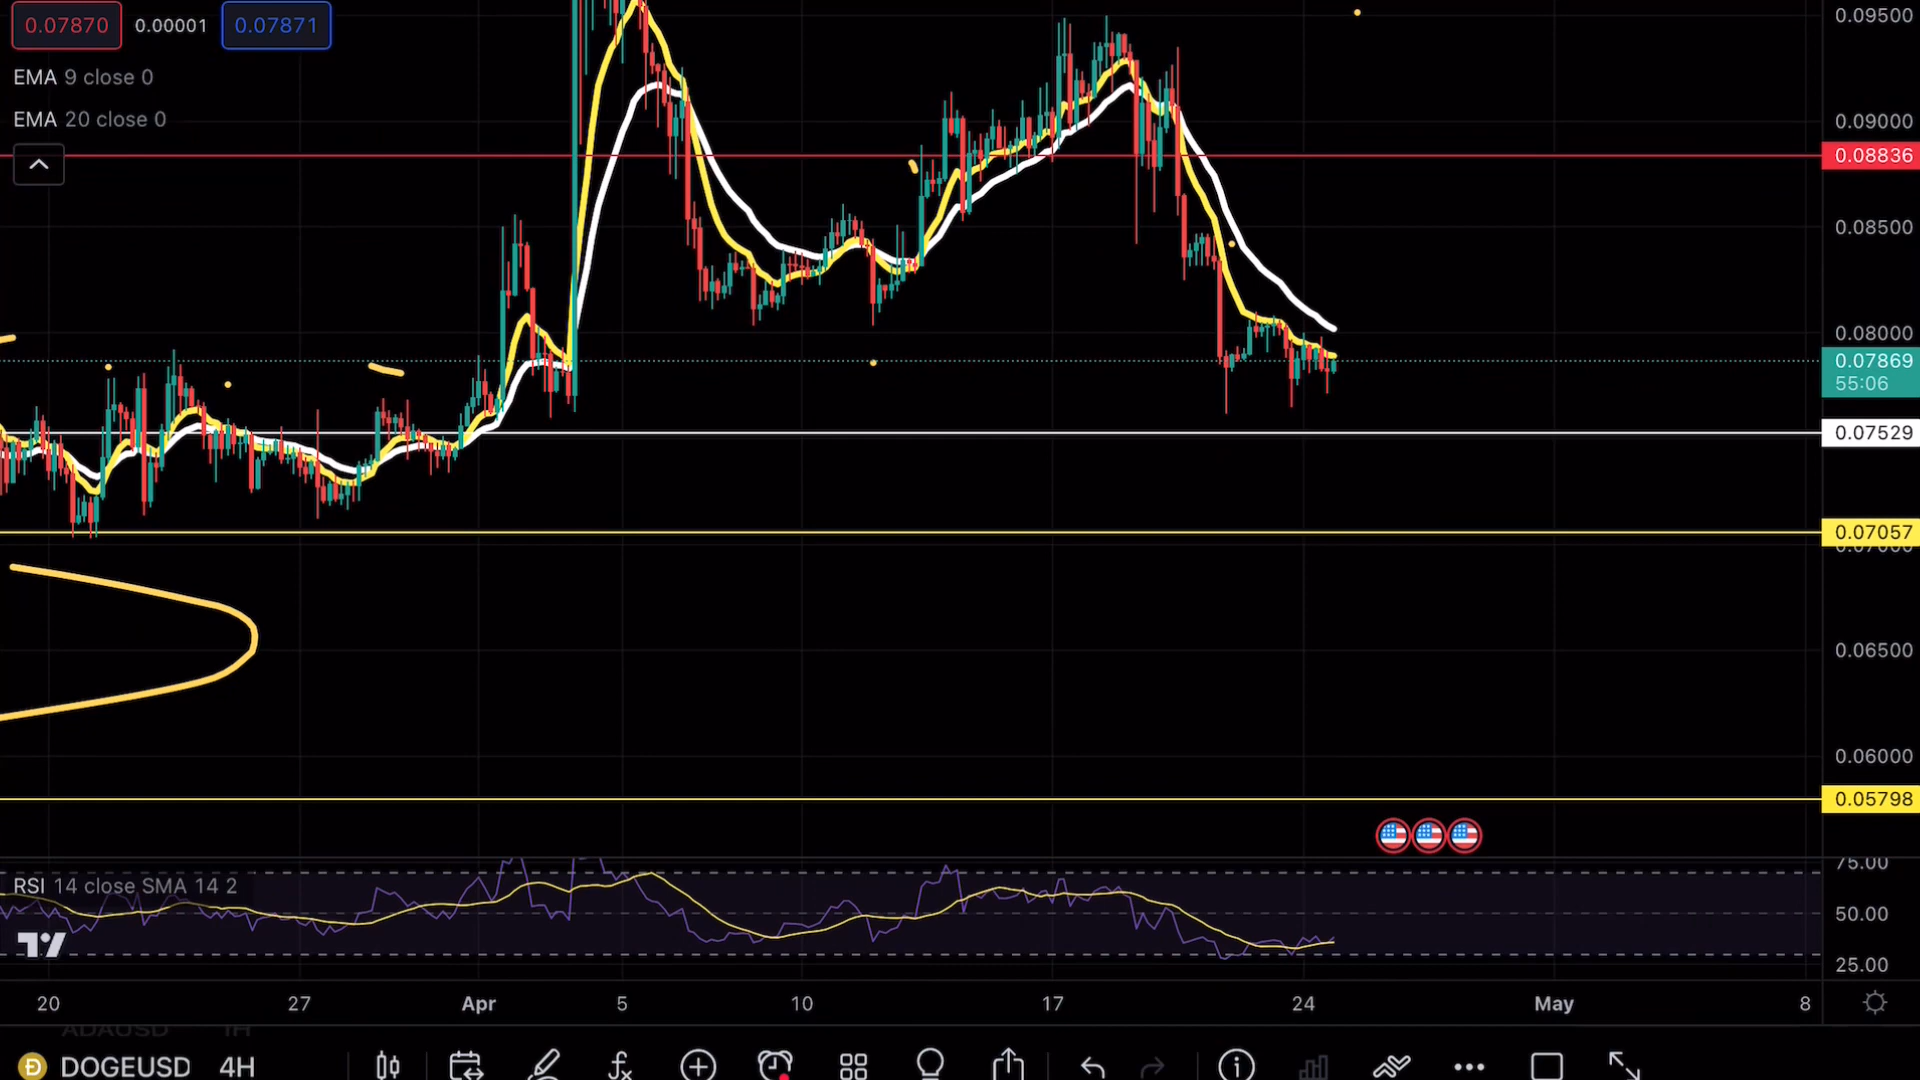 0.07870 0.00001 0.07871
EMA 9 close 0
EMA 20 close 0
0.09500
0.09000
0.08836
0.08500
0.08000
0.07869
55:06
0.07529
0.07057
0.07000
0.06500
0.06000
0.05798
RSI 14 close SMA 14 2
75.00
50.00
25.00
20 27 Apr 5 10 17 24 May 8
ADAUSD 1H
DOGEUSD 4H